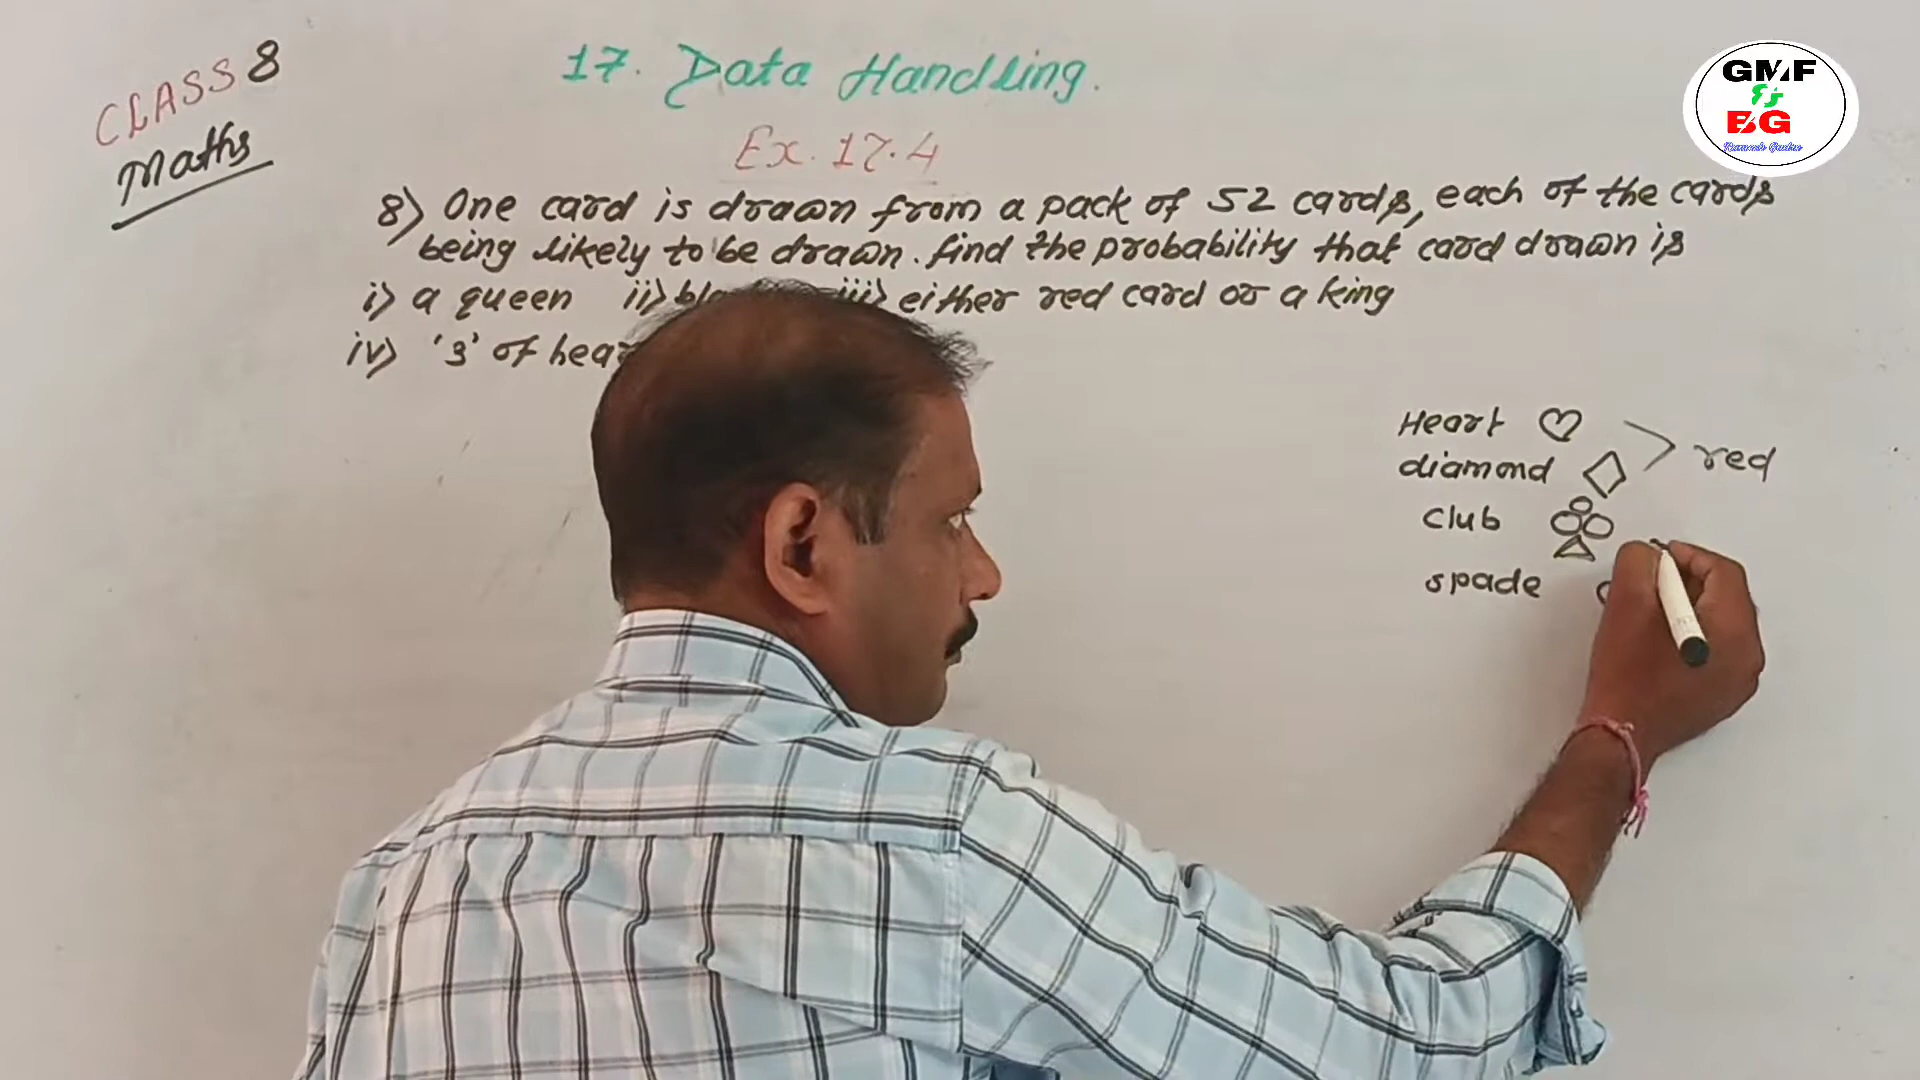 CLASS 8
Maths
17. Data Handling.
Ex. 17.4
8) One card is drawn from a pack of 52 cards, each of the cards
being likely to be drawn. find the probability that card drawn is
i) a queen ii) iii) either red card or a king
iv) '3' of
Heart
diamond
red
club
spade
GMF
BG